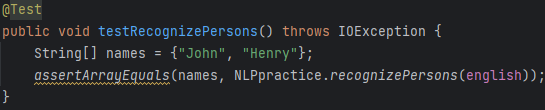 @Test
public void testRecognizePersons() throws IOException {
    String[] names = {"John", "Henry"};
    assertArrayEquals(names, NLPpractice.recognizePersons(english));
}